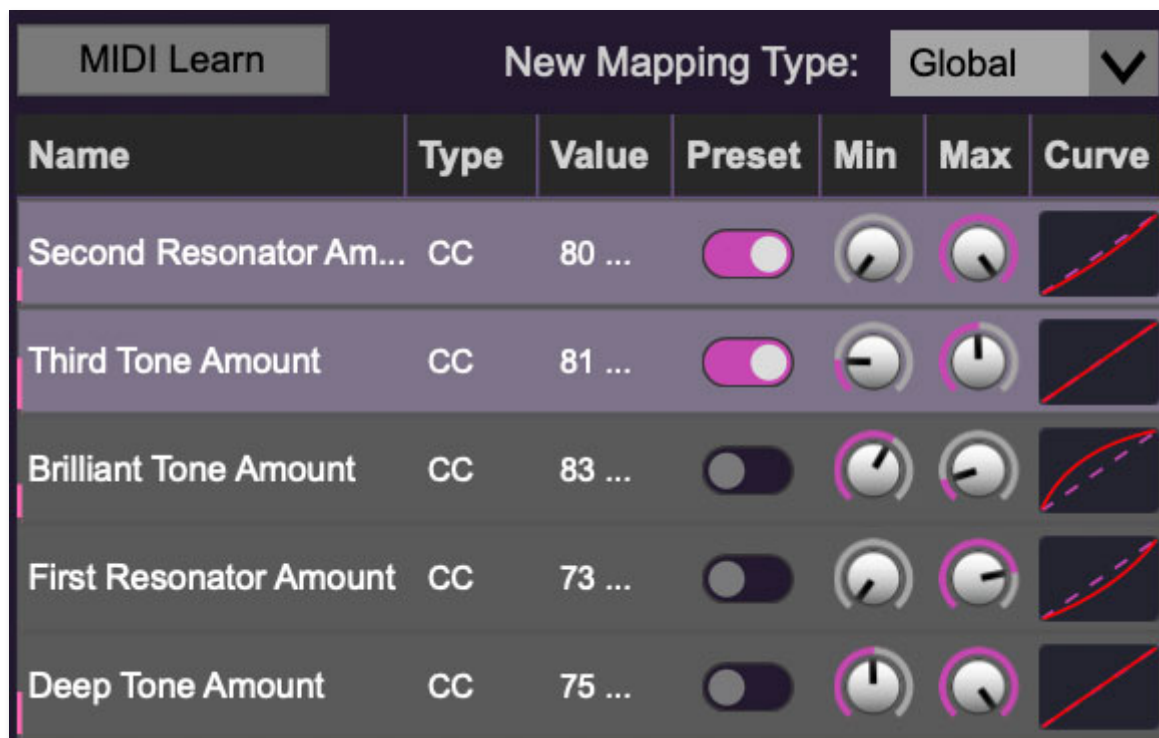 MIDI Learn New Mapping Type: Global
Name Type Value Preset Min Max Curve
Second Resonator Am... CC 80 ...
Third Tone Amount CC 81 ...
Brilliant Tone Amount CC 83 ...
First Resonator Amount CC 73 ...
Deep Tone Amount CC 75 ...